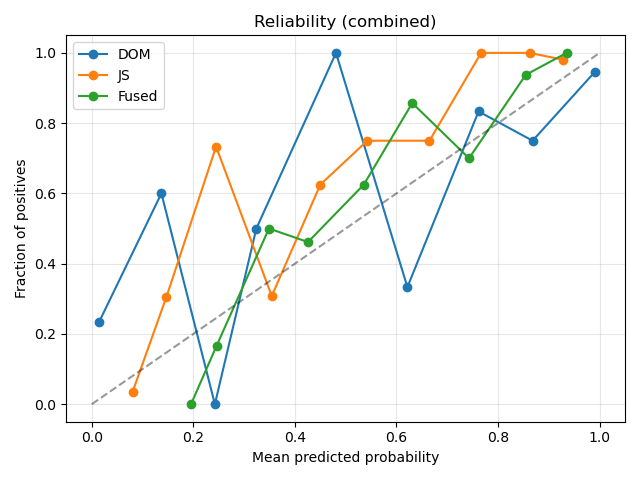 Reliability (combined)
DOM
JS
Fused
Fraction of positives
1.0
0.8
0.6
0.4
0.2
0.0
0.0 0.2 0.4 0.6 0.8 1.0
Mean predicted probability